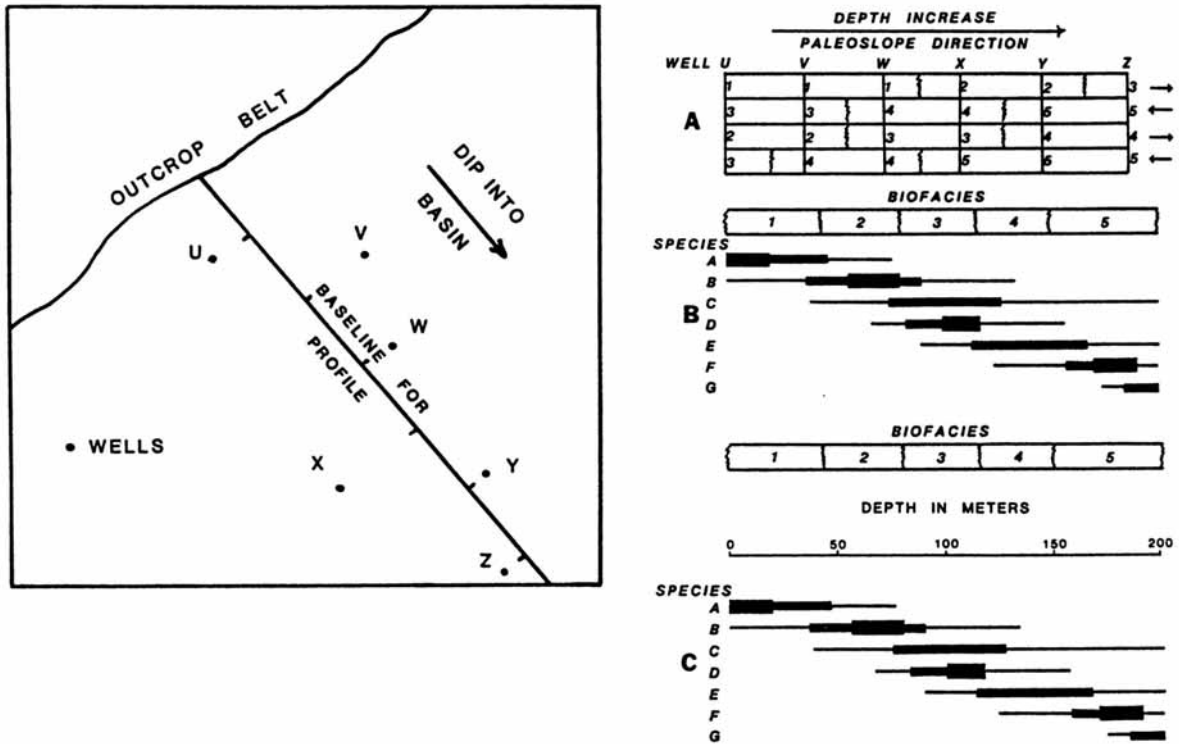 OUTCROP BELT
DIP INTO
BASIN
U
V
W
BASELINE FOR
PROFILE
WELLS
X
Y
Z
DEPTH INCREASE
PALEOSLOPE DIRECTION
WELL U V W X Y Z
A
1 1 1 2 2 3
3 3 4 4 5 5
2 2 3 3 4 4
3 4 4 5 5 5
BIOFACIES
1 2 3 4 5
SPECIES
A
B
C
D
E
F
G
B
BIOFACIES
1 2 3 4 5
DEPTH IN METERS
0 50 100 150 200
SPECIES
A
B
C
D
E
F
G
C